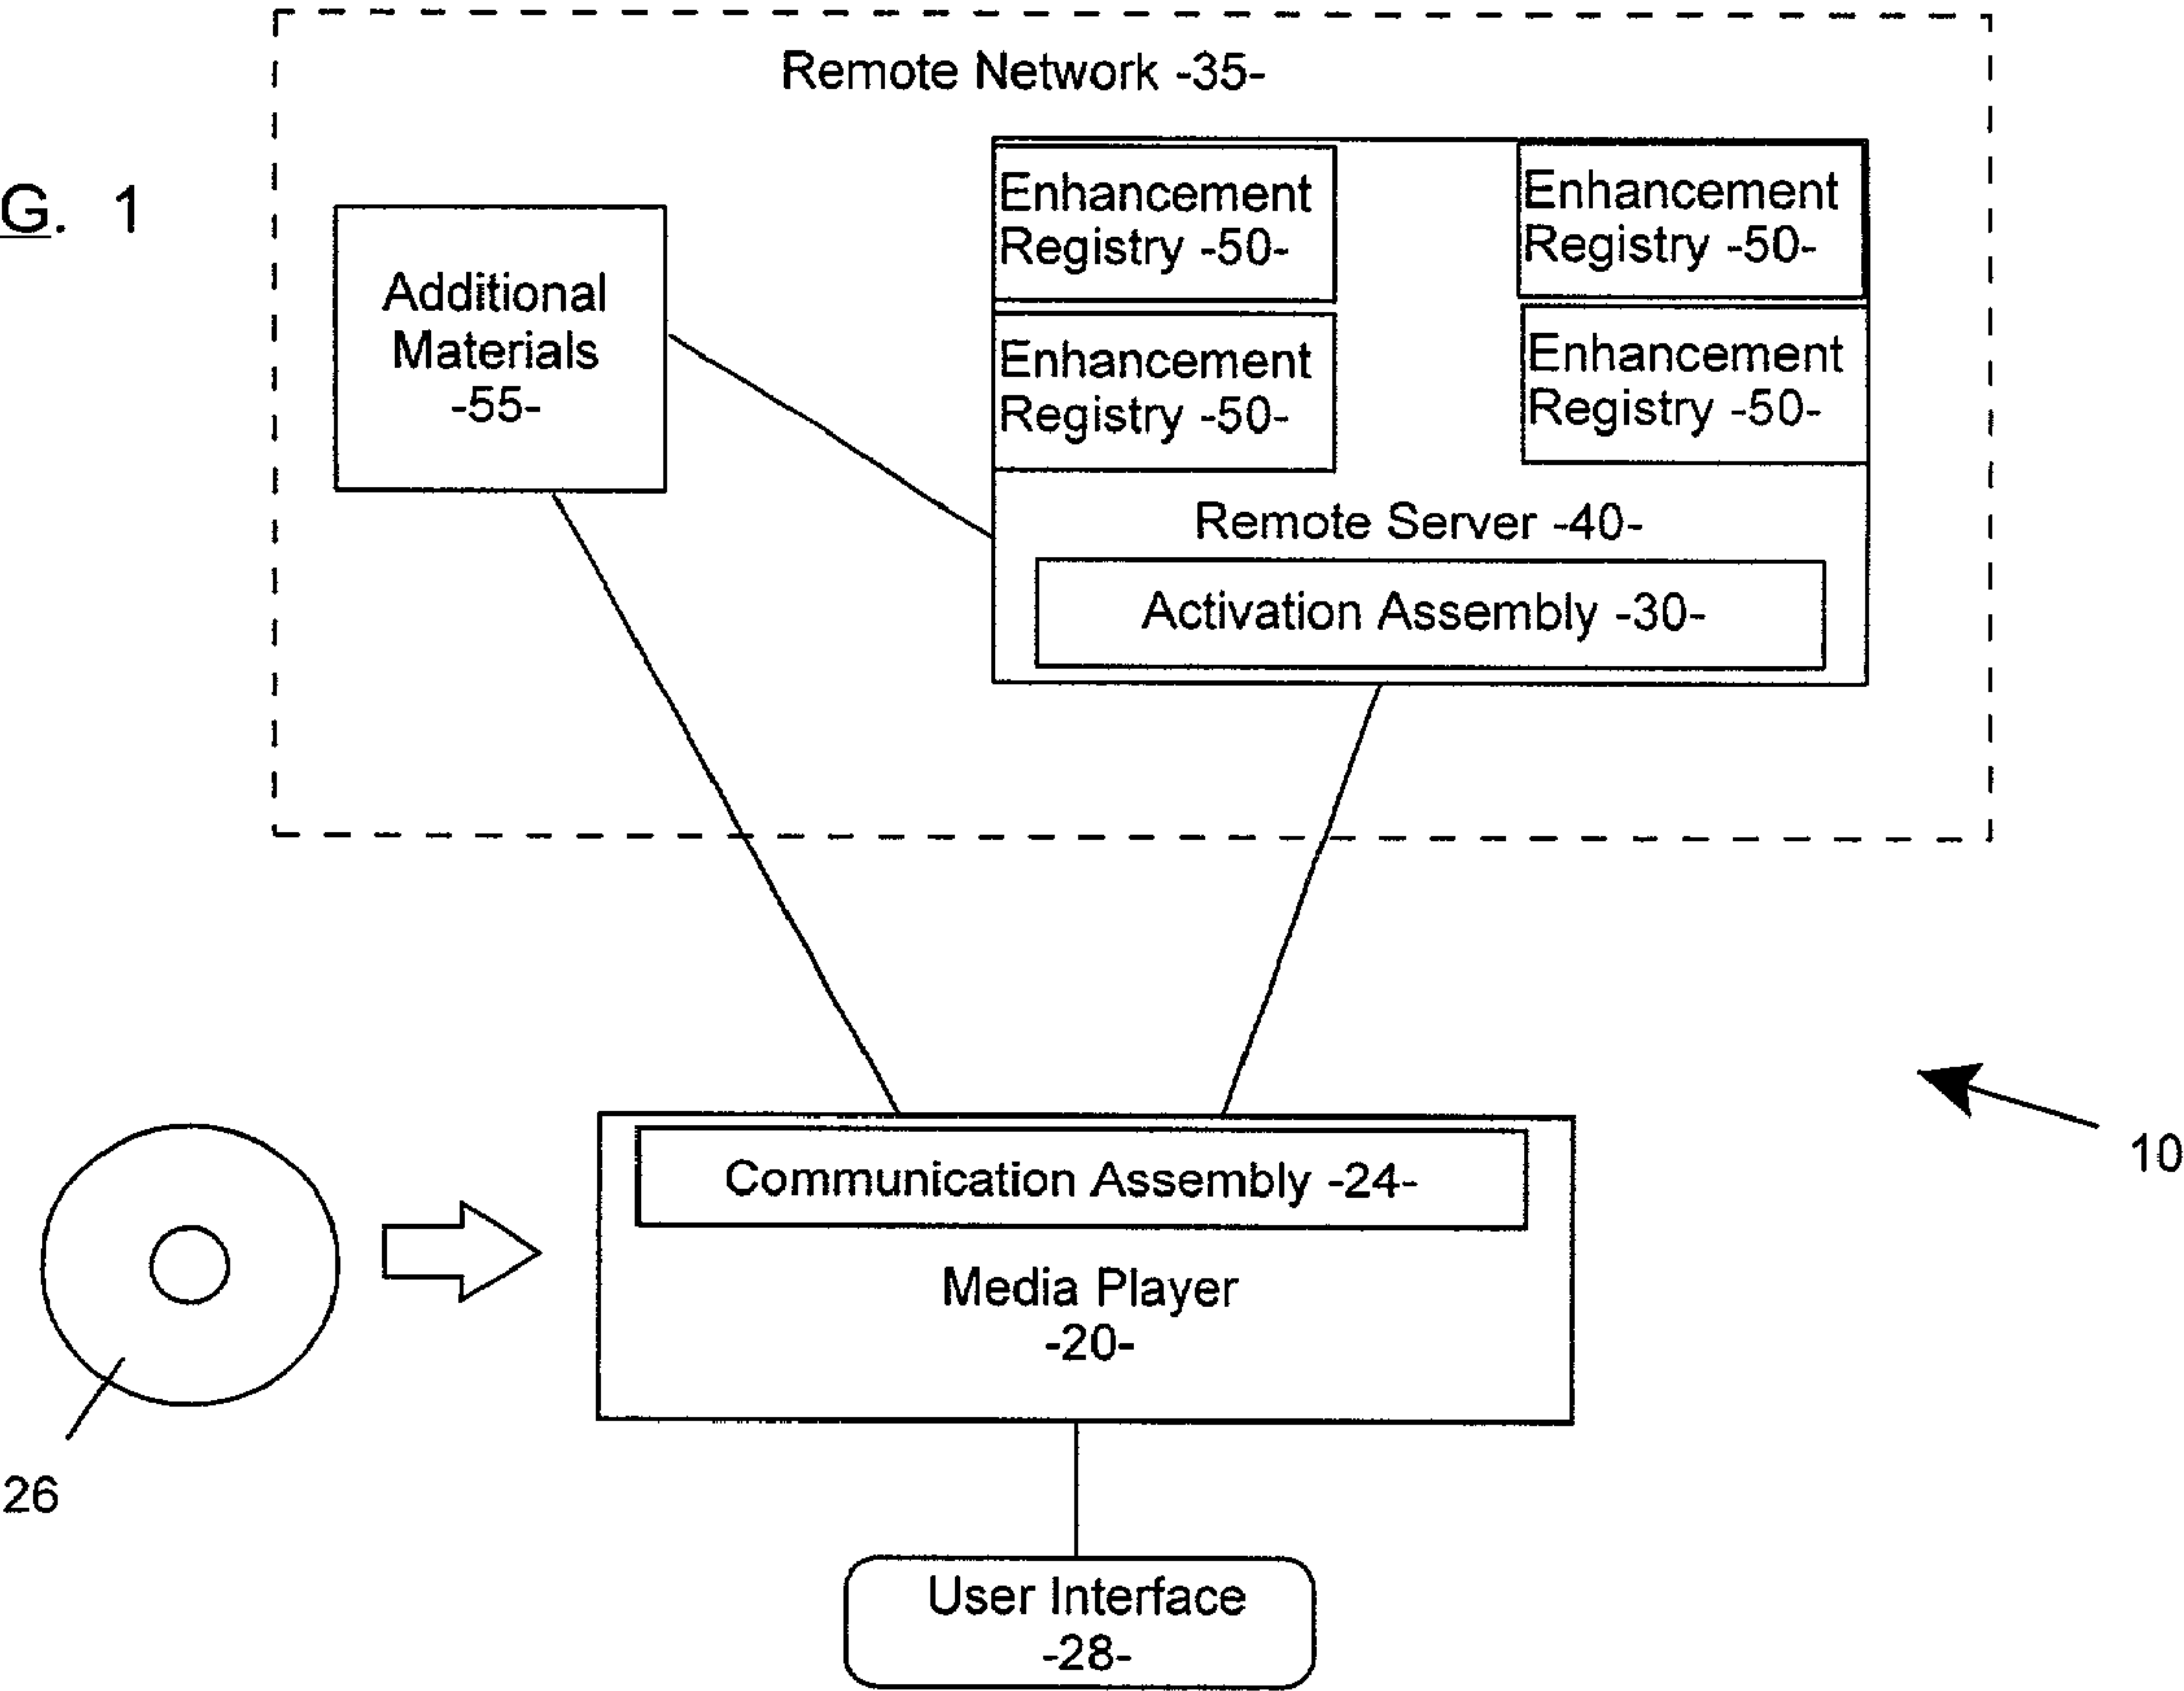 Remote Network -35-
G. 1
Enhancement
Registry -50-
Enhancement
Registry -50-
Additional
Materials
-55-
Enhancement
Registry -50-
Enhancement
Registry -50-
Remote Server -40-
Activation Assembly -30-
10
Communication Assembly -24-
Media Player
-20-
26
User Interface
-28-